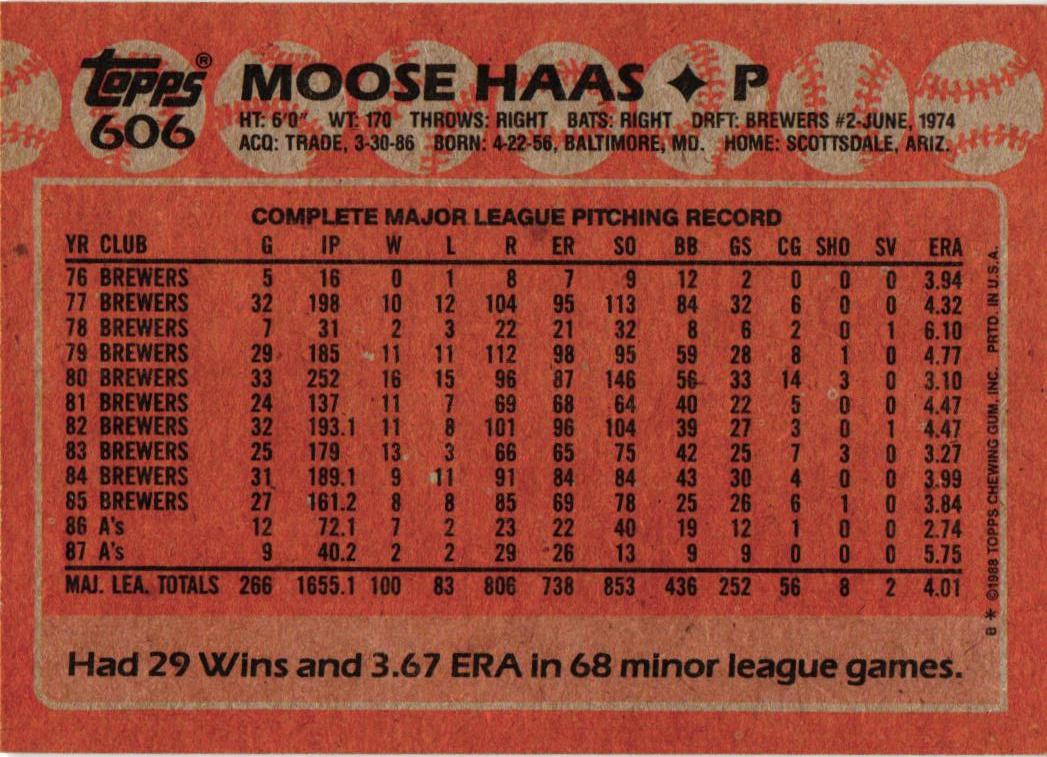 topps®
606
MOOSE HAAS ✦ P
HT: 6'0" WT: 170 THROWS: RIGHT BATS: RIGHT DRFT: BREWERS #2-JUNE, 1974
ACQ: TRADE, 3-30-86 BORN: 4-22-56, BALTIMORE, MD. HOME: SCOTTSDALE, ARIZ.
COMPLETE MAJOR LEAGUE PITCHING RECORD
YR CLUB G IP W L R ER SO BB GS CG SHO SV ERA
76 BREWERS 5 16 0 1 8 7 9 12 2 0 0 0 3.94
77 BREWERS 32 198 10 12 104 95 113 84 32 6 0 0 4.32
78 BREWERS 7 31 2 3 22 21 32 8 6 2 0 1 6.10
79 BREWERS 29 185 11 11 112 98 95 59 28 8 1 0 4.77
80 BREWERS 33 252 16 15 96 87 146 56 33 14 3 0 3.10
81 BREWERS 24 137 11 7 69 68 64 40 22 5 0 0 4.47
82 BREWERS 32 193.1 11 8 101 96 104 39 27 3 0 1 4.47
83 BREWERS 25 179 13 3 66 65 75 42 25 7 3 0 3.27
84 BREWERS 31 189.1 9 11 91 84 84 43 30 4 0 0 3.99
85 BREWERS 27 161.2 8 8 85 69 78 25 26 6 1 0 3.84
86 A's 12 72.1 7 2 23 22 40 19 12 1 0 0 2.74
87 A's 9 40.2 2 2 29 26 13 9 9 0 0 0 5.75
MAJ. LEA. TOTALS 266 1655.1 100 83 806 738 853 436 252 56 8 2 4.01
Had 29 Wins and 3.67 ERA in 68 minor league games.
B * ©1988 TOPPS CHEWING GUM, INC. PRTD IN U.S.A.